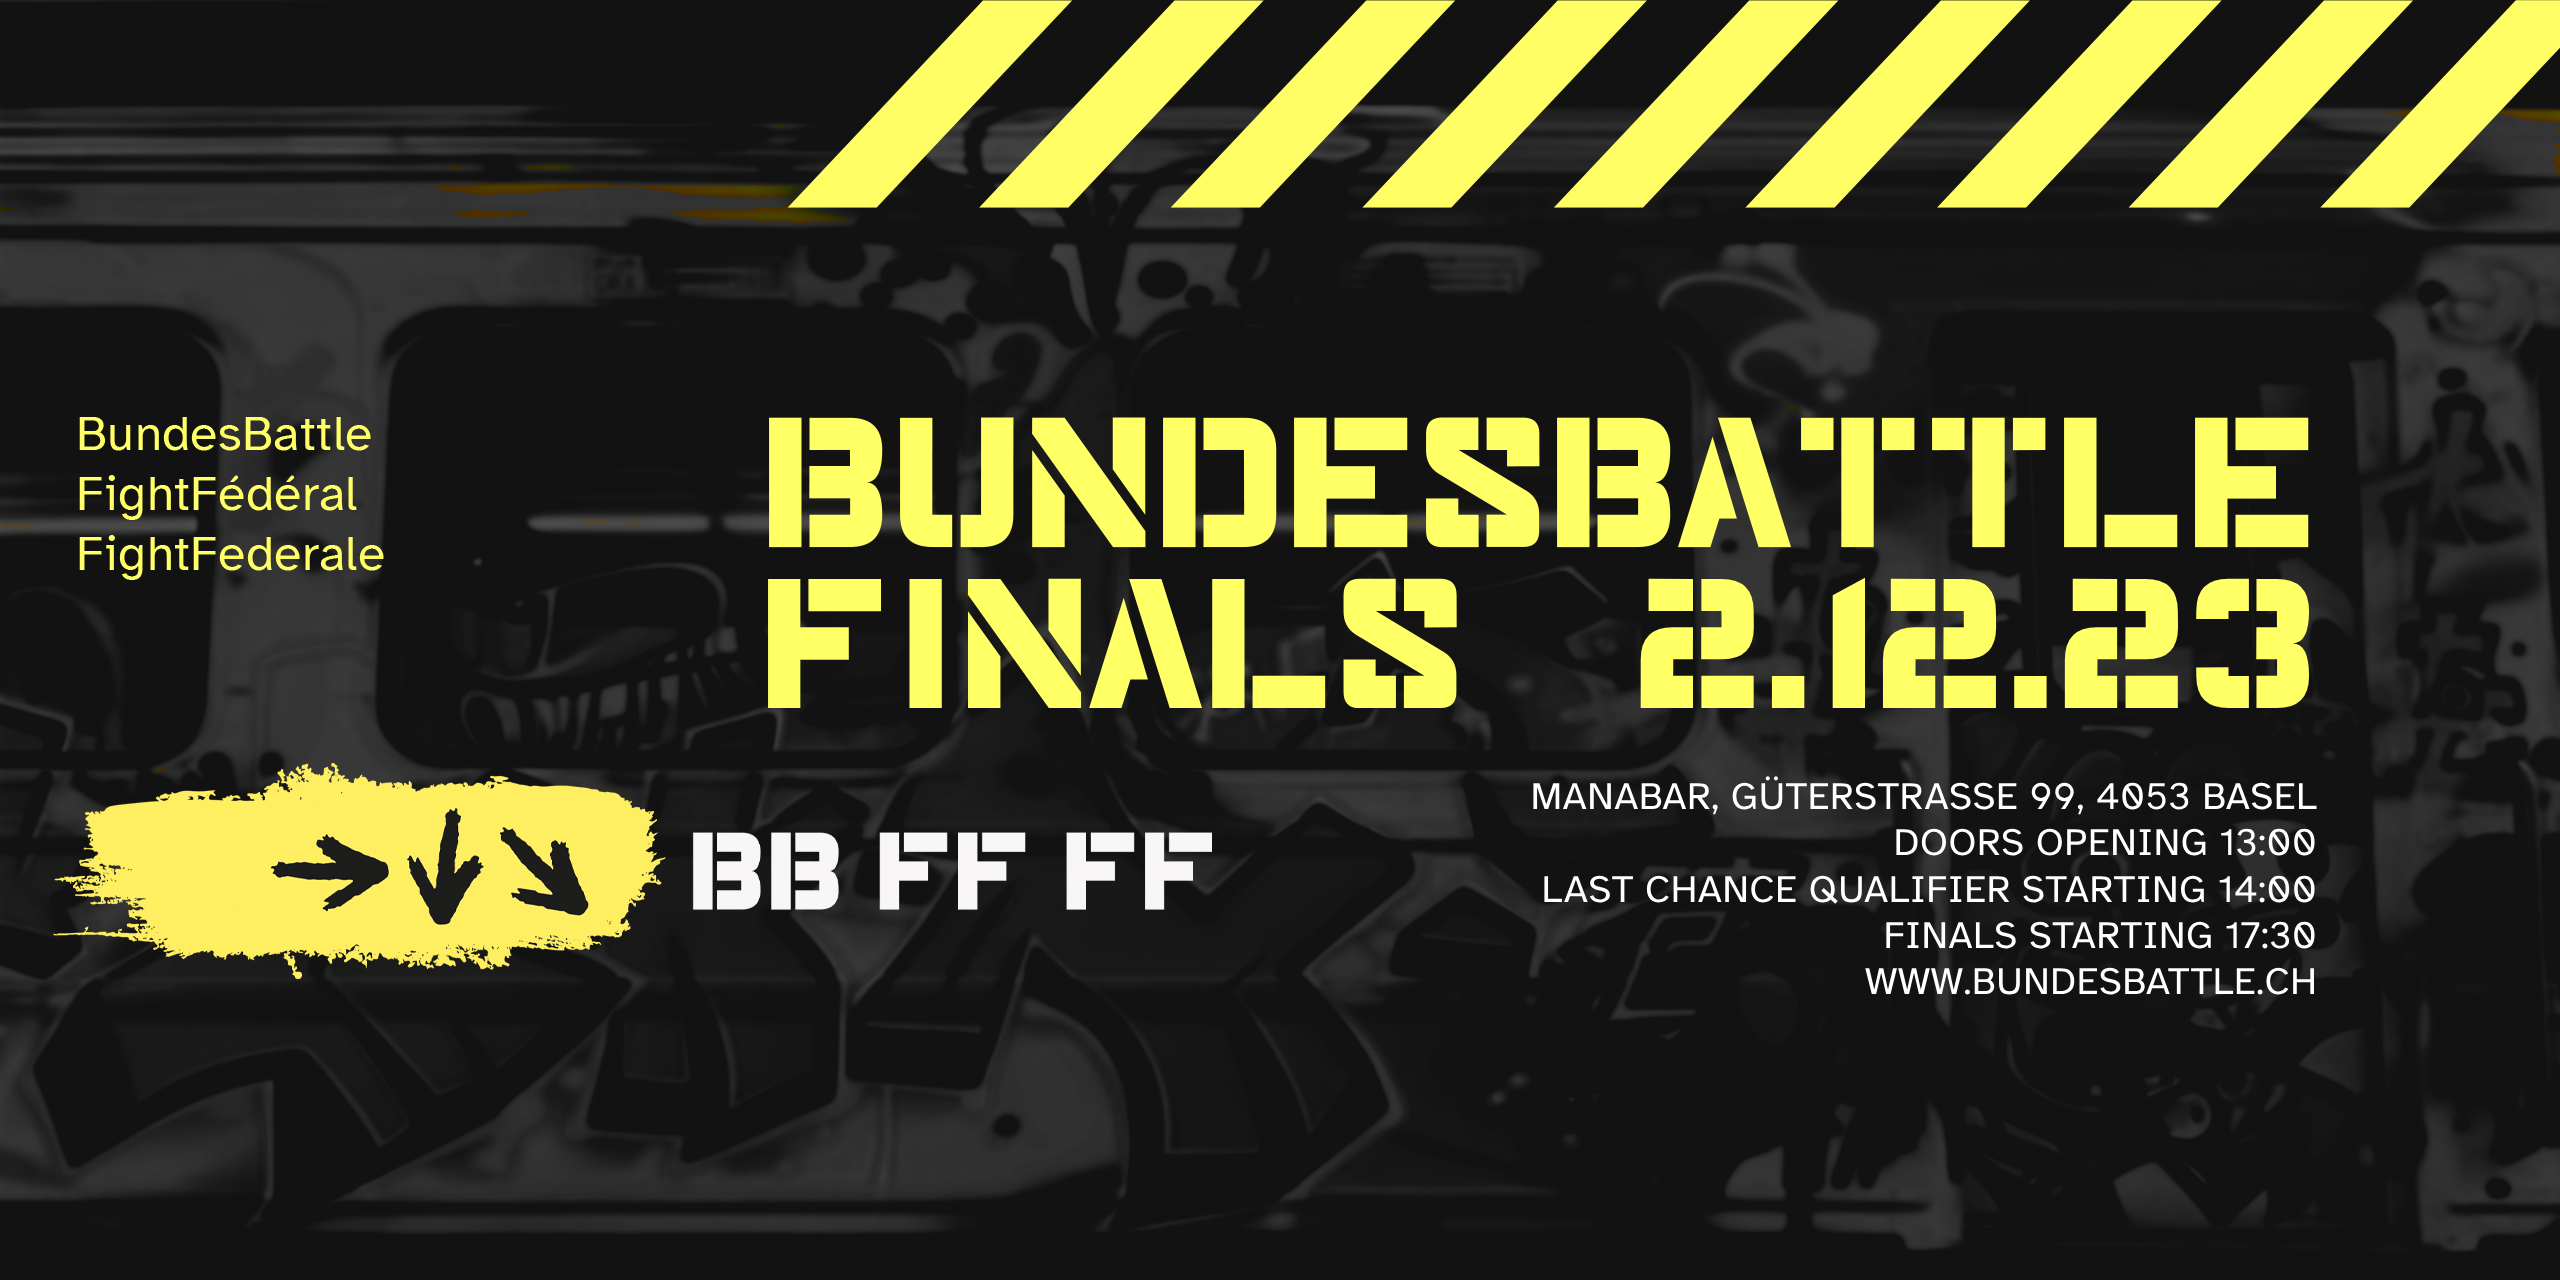 BundesBattle
FightFédéral
FightFederale
BUNDESBATTLE
FINALS 2.12.23
BB FF FF
MANABAR, GÜTERSTRASSE 99, 4053 BASEL
DOORS OPENING 13:00
LAST CHANCE QUALIFIER STARTING 14:00
FINALS STARTING 17:30
WWW.BUNDESBATTLE.CH